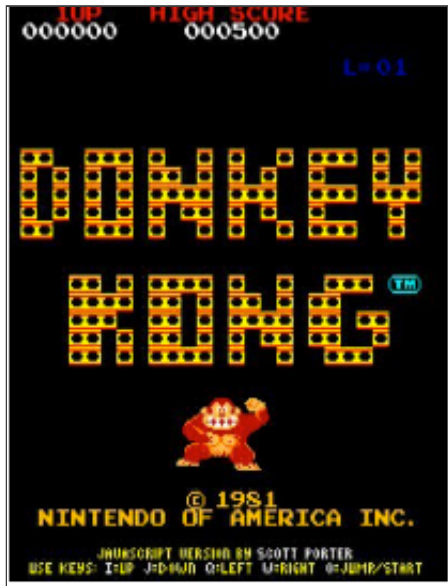 1UP HIGH SCORE
000000 000500
L=01
DONKEY
KONG TM
© 1981
NINTENDO OF AMERICA INC.
JAVASCRIPT VERSION BY SCOTT PORTER
USE KEYS: I=UP J=DOWN Q=LEFT W=RIGHT 0=JUMP/START